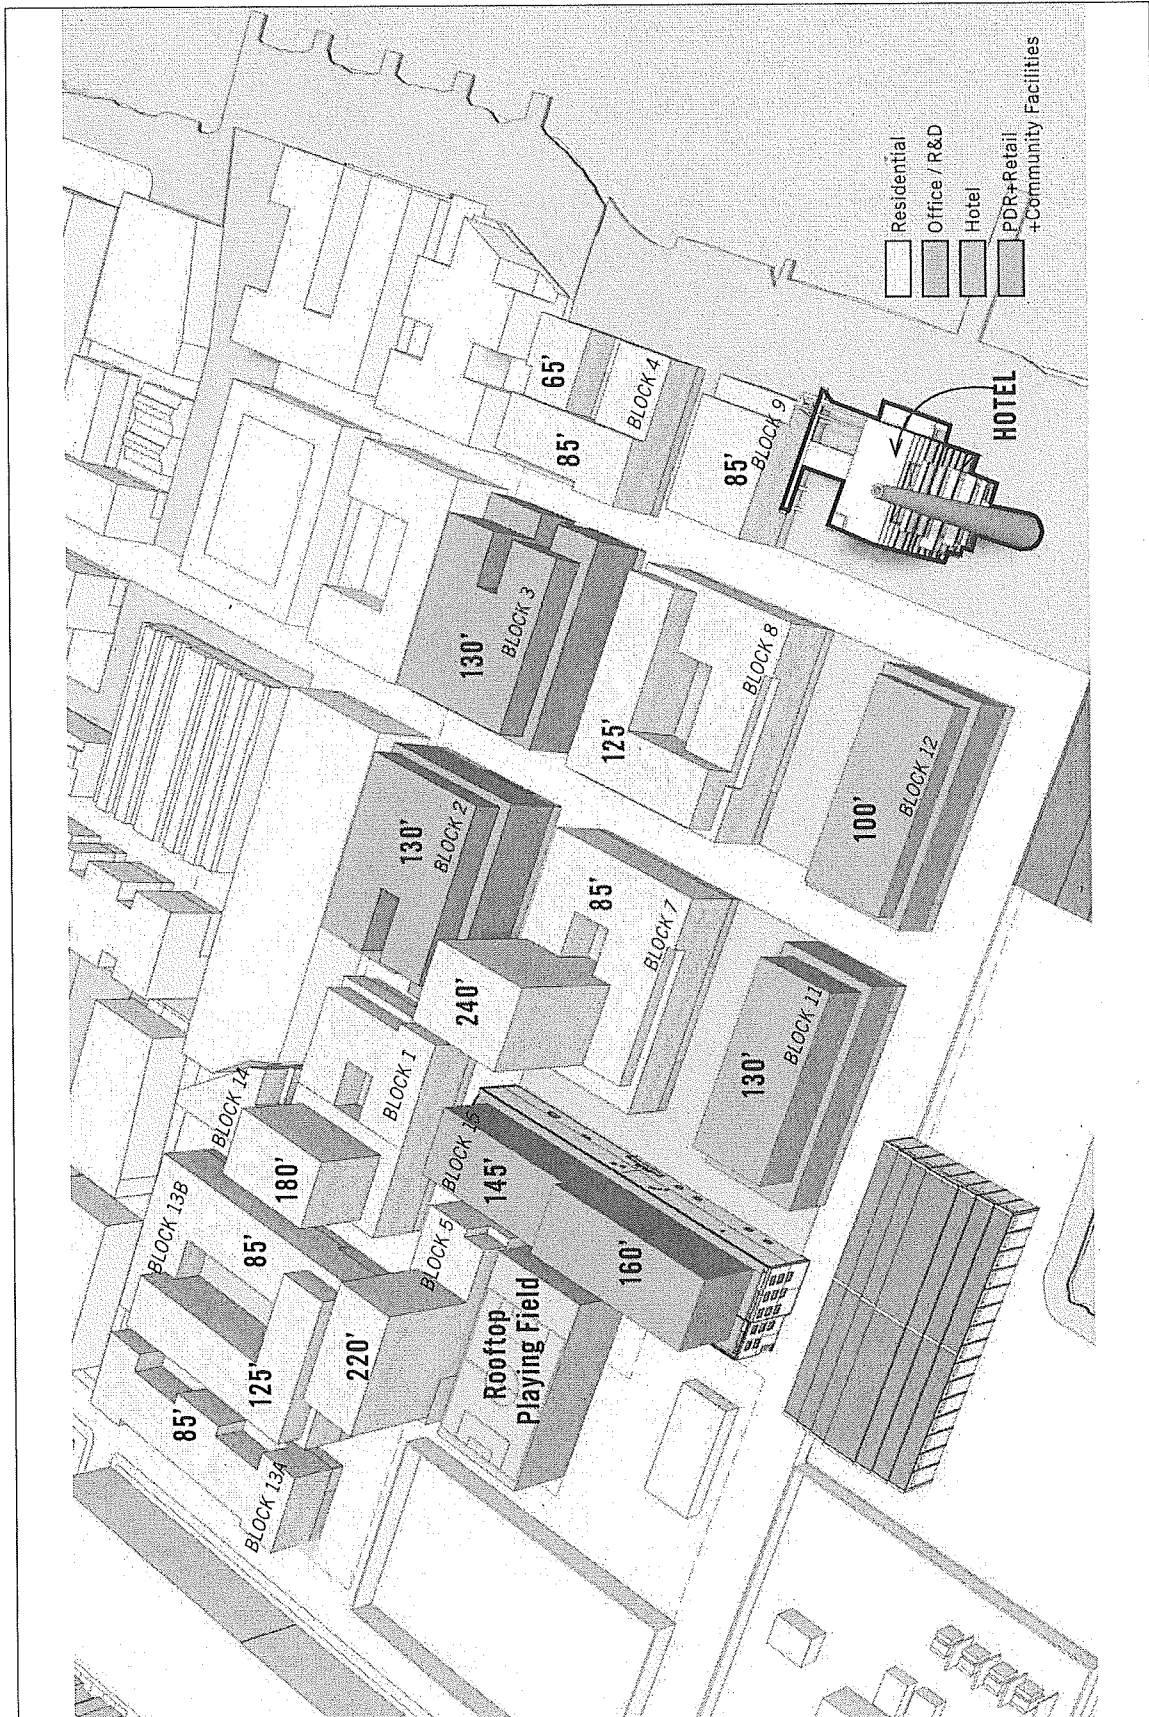 BLOCK 13B
85'
BLOCK 14
125'
85'
BLOCK 13A
180'
220'
BLOCK 1
130'
BLOCK 2
BLOCK 5
BLOCK 15
240'
130'
BLOCK 3
145'
Rooftop
Playing Field
65'
85'
85'
BLOCK 7
160'
125'
BLOCK 4
85'
BLOCK 9
BLOCK 8
130'
BLOCK 11
100'
BLOCK 12
HOTEL
Residential
Office / R&D
Hotel
PDR+Retail
+Community Facilities